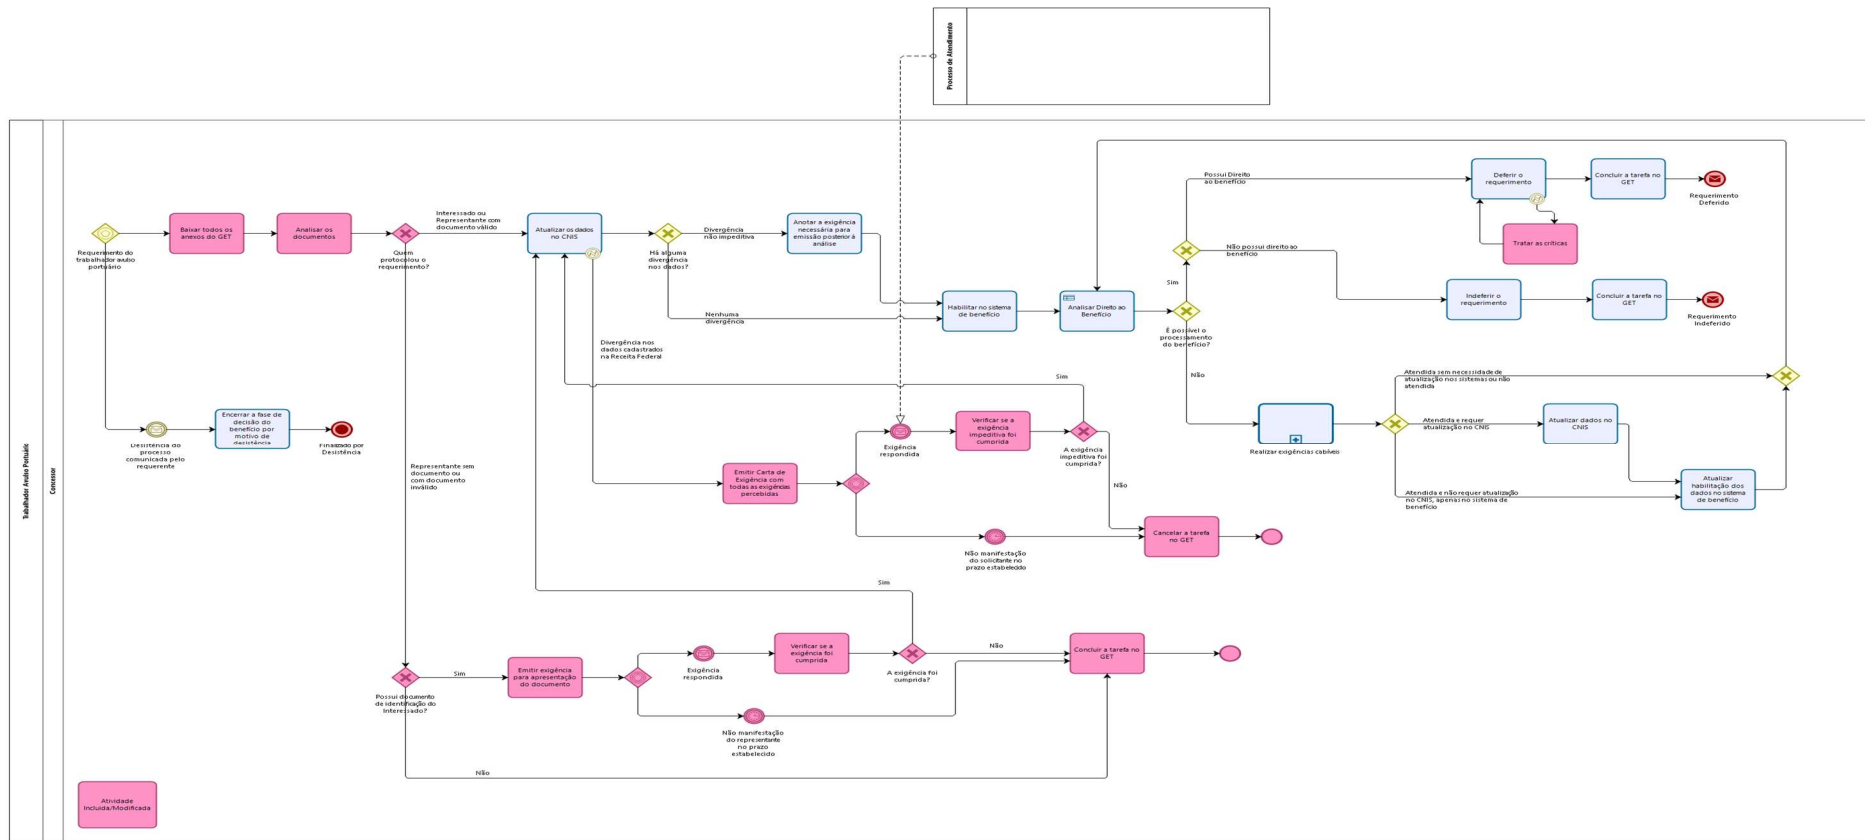 Processo de Atendimento
Trabalhador Avulso Portuário
Concessor
Requerimento do
trabalhador avulso
portuário
Baixar todos os
anexos do GET
Analisar os
documentos
Quem
protocolou o
requerimento?
Interessado ou
Representante com
documento válido
Atualizar os dados
no CNIS
Há alguma
divergência
nos dados?
Divergência
não impeditiva
Anotar a exigência
necessária para
emissão posterior à
análise
Nenhuma
divergência
Habilitar no sistema
de benefício
Analisar Direito ao
Benefício
É possível o
processamento
do benefício?
Sim
Não
Possui Direito
ao benefício
Deferir o
requerimento
Concluir a tarefa no
GET
Requerimento
Deferido
Tratar as críticas
Não possui direito ao
benefício
Indeferir o
requerimento
Concluir a tarefa no
GET
Requerimento
Indeferido
Divergência nos
dados cadastrados
na Receita Federal
Sim
Desistência do
processo
comunicada pelo
requerente
Encerrar a fase de
decisão do
benefício por
motivo de
desistência
Finalizado por
Desistência
Representante sem
documento ou
com documento
inválido
Emitir Carta de
Exigência com
todas as exigências
percebidas
Exigência
respondida
Verificar se a
exigência
impeditiva foi
cumprida
A exigência
impeditiva foi
cumprida?
Não
Não manifestação
do solicitante no
prazo estabelecido
Cancelar a tarefa
no GET
Realizar exigências cabíveis
Atendida sem necessidade de
atualização nos sistemas ou não
atendida
Atendida e requer
atualização no CNIS
Atualizar dados no
CNIS
Atendida e não requer atualização
no CNIS, apenas no sistema de
benefício
Atualizar
habilitação dos
dados no sistema
de benefício
Sim
Possui documento
de identificação do
Interessado?
Sim
Emitir exigência
para apresentação
do documento
Exigência
respondida
Verificar se a
exigência foi
cumprida
A exigência foi
cumprida?
Não
Concluir a tarefa no
GET
Não manifestação
do representante
no prazo
estabelecido
Não
Atividade
Incluída/Modificada